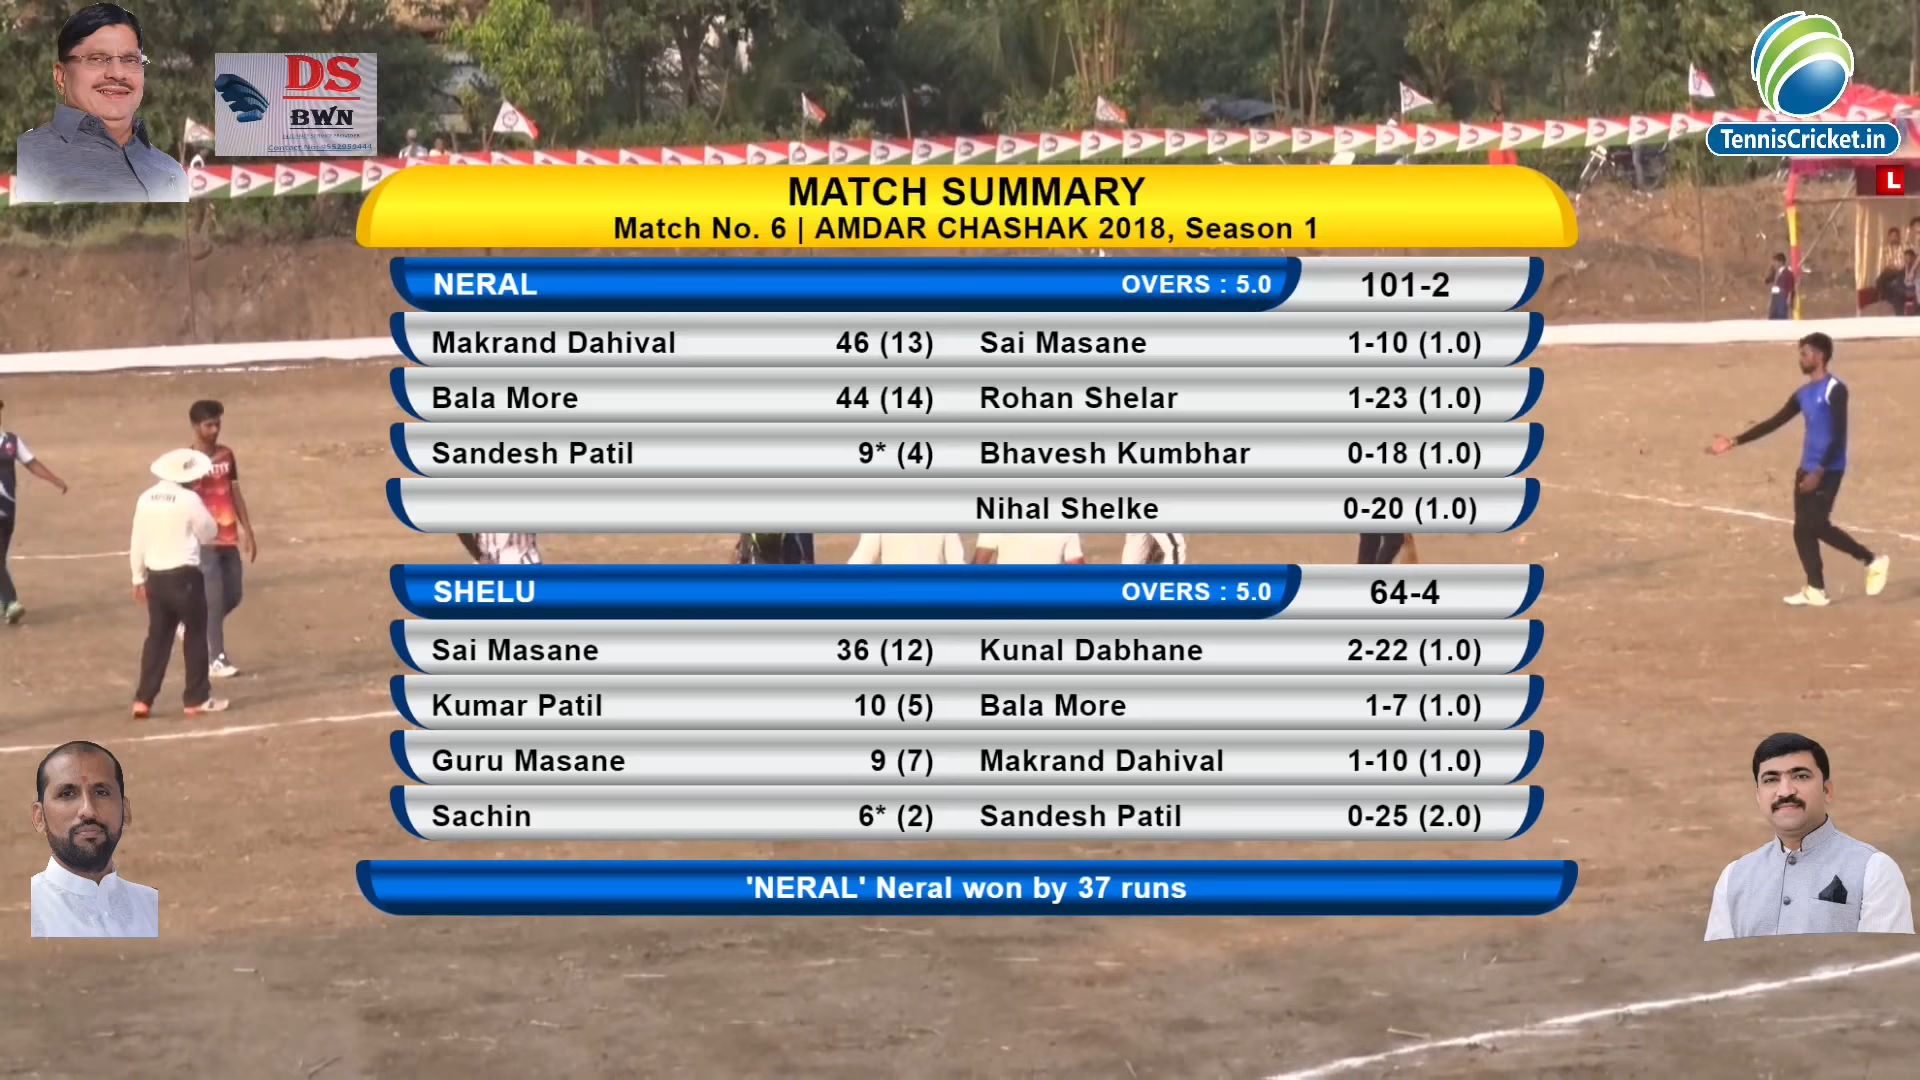 DS
BWN
Contact No: 9552959444
TennisCricket.in
L
MATCH SUMMARY
Match No. 6 | AMDAR CHASHAK 2018, Season 1
NERAL OVERS : 5.0 101-2
Makrand Dahival 46 (13) Sai Masane 1-10 (1.0)
Bala More 44 (14) Rohan Shelar 1-23 (1.0)
Sandesh Patil 9* (4) Bhavesh Kumbhar 0-18 (1.0)
Nihal Shelke 0-20 (1.0)
SHELU OVERS : 5.0 64-4
Sai Masane 36 (12) Kunal Dabhane 2-22 (1.0)
Kumar Patil 10 (5) Bala More 1-7 (1.0)
Guru Masane 9 (7) Makrand Dahival 1-10 (1.0)
Sachin 6* (2) Sandesh Patil 0-25 (2.0)
'NERAL' Neral won by 37 runs